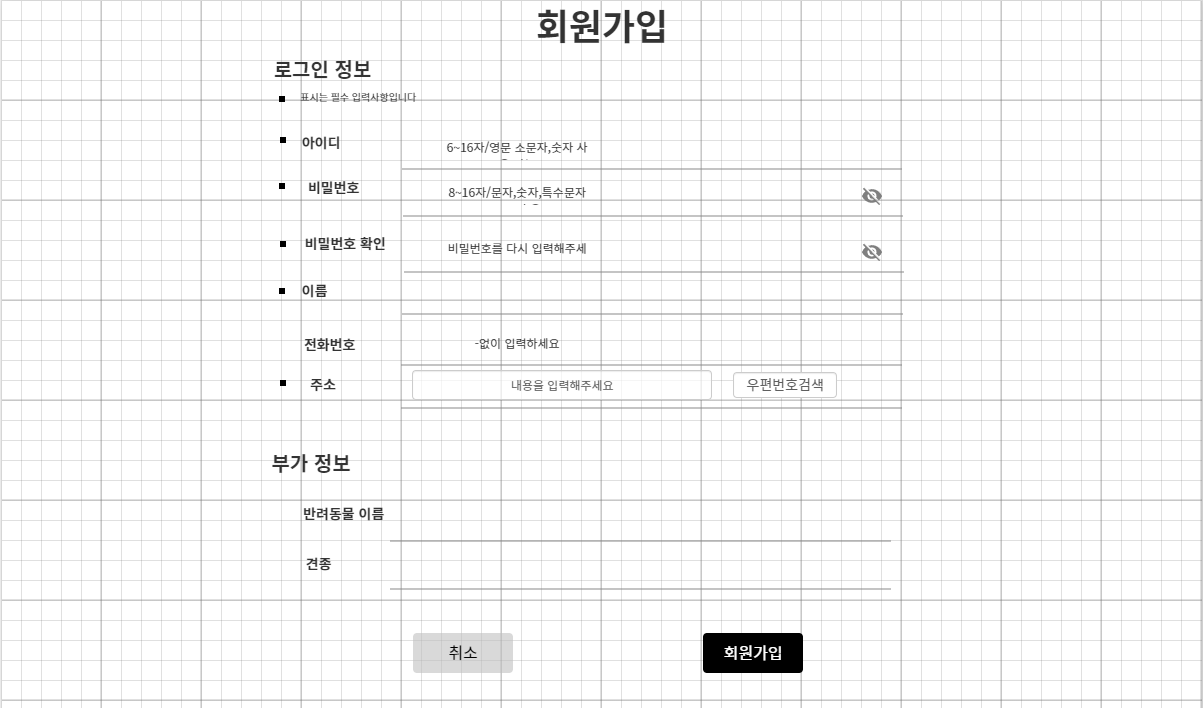 회원가입
로그인 정보
■ 표시는 필수 입력사항입니다
■ 아이디 6~16자/영문 소문자,숫자 사
■ 비밀번호 8~16자/문자,숫자,특수문자
■ 비밀번호 확인 비밀번호를 다시 입력해주세
■ 이름
전화번호 -없이 입력하세요
■ 주소 내용을 입력해주세요 우편번호검색
부가 정보
반려동물 이름
견종
취소 회원가입